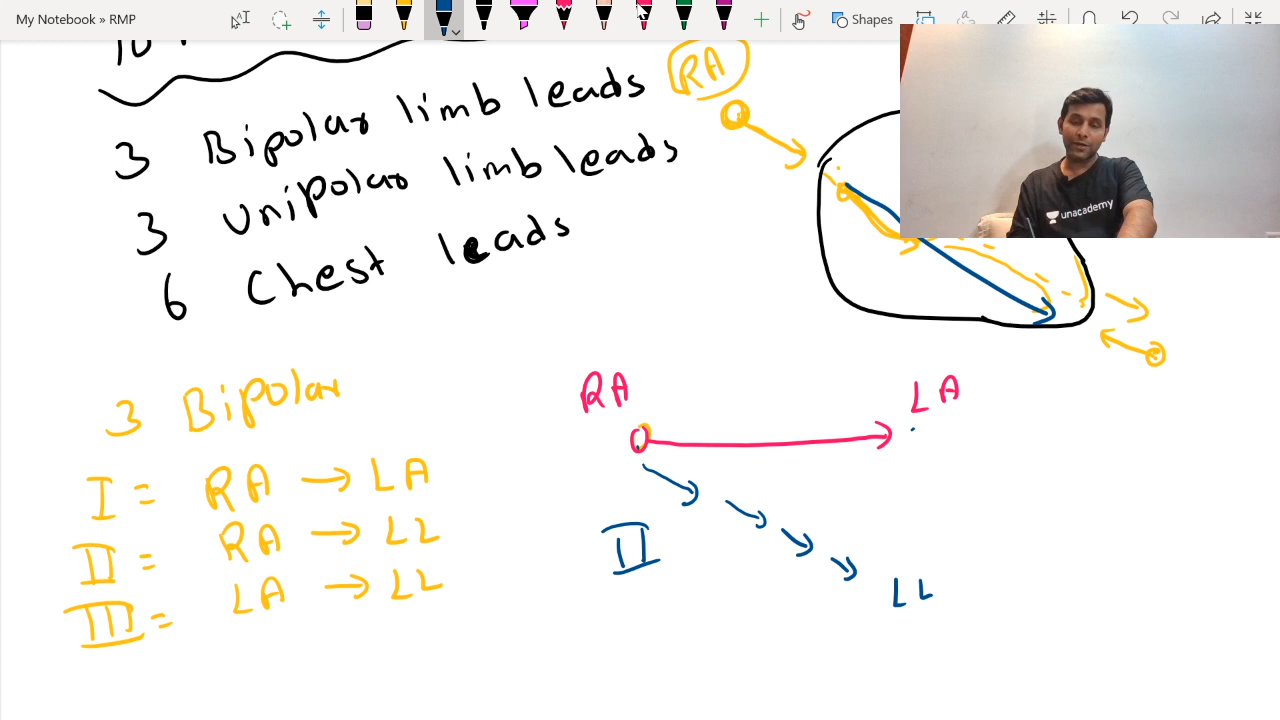 My Notebook » RMP
Shapes
3 Bipolar limb leads
3 Unipolar limb leads
6 Chest leads
RA
unacademy
3 Bipolar
I = RA → LA
II = RA → LL
III = LA → LL
RA
LA
II
LL